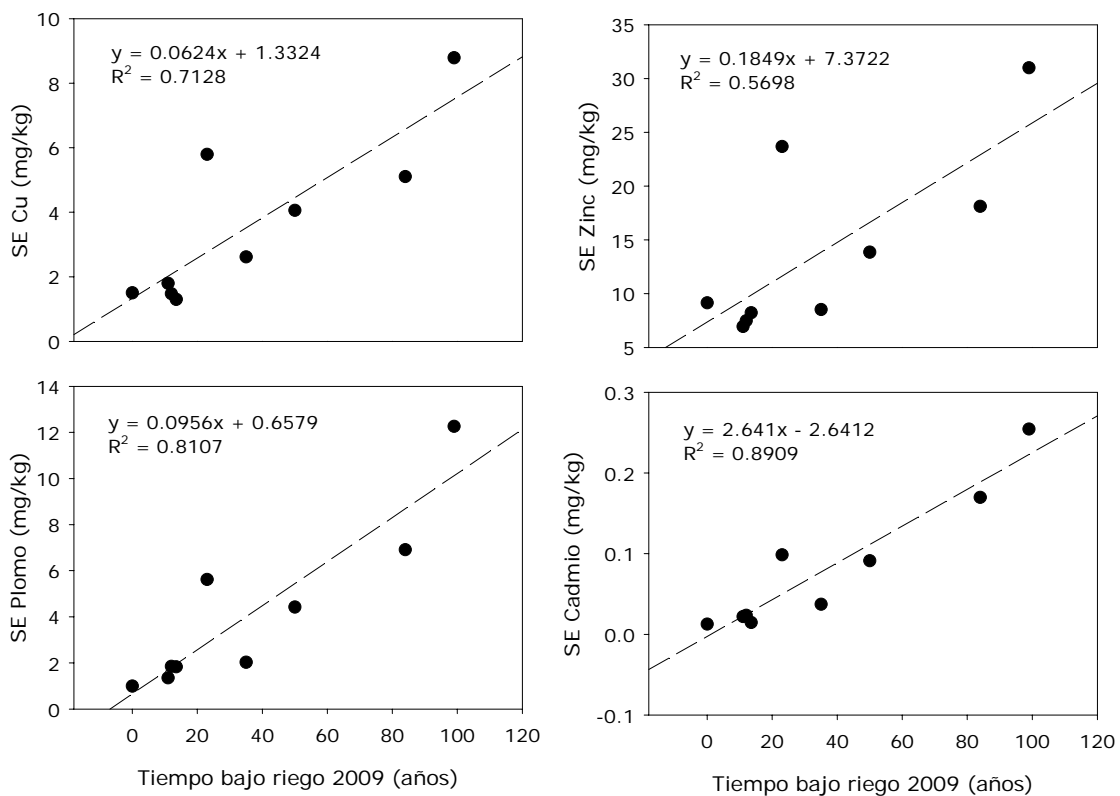 y = 0.0624x + 1.3324
R² = 0.7128
SE Cu (mg/kg)
10
8
6
4
2
0
y = 0.1849x + 7.3722
R² = 0.5698
SE Zinc (mg/kg)
35
30
25
20
15
10
5
y = 0.0956x + 0.6579
R² = 0.8107
SE Plomo (mg/kg)
14
12
10
8
6
4
2
0
0 20 40 60 80 100 120
Tiempo bajo riego 2009 (años)
y = 2.641x - 2.6412
R² = 0.8909
SE Cadmio (mg/kg)
0.3
0.2
0.1
0.0
-0.1
0 20 40 60 80 100 120
Tiempo bajo riego 2009 (años)